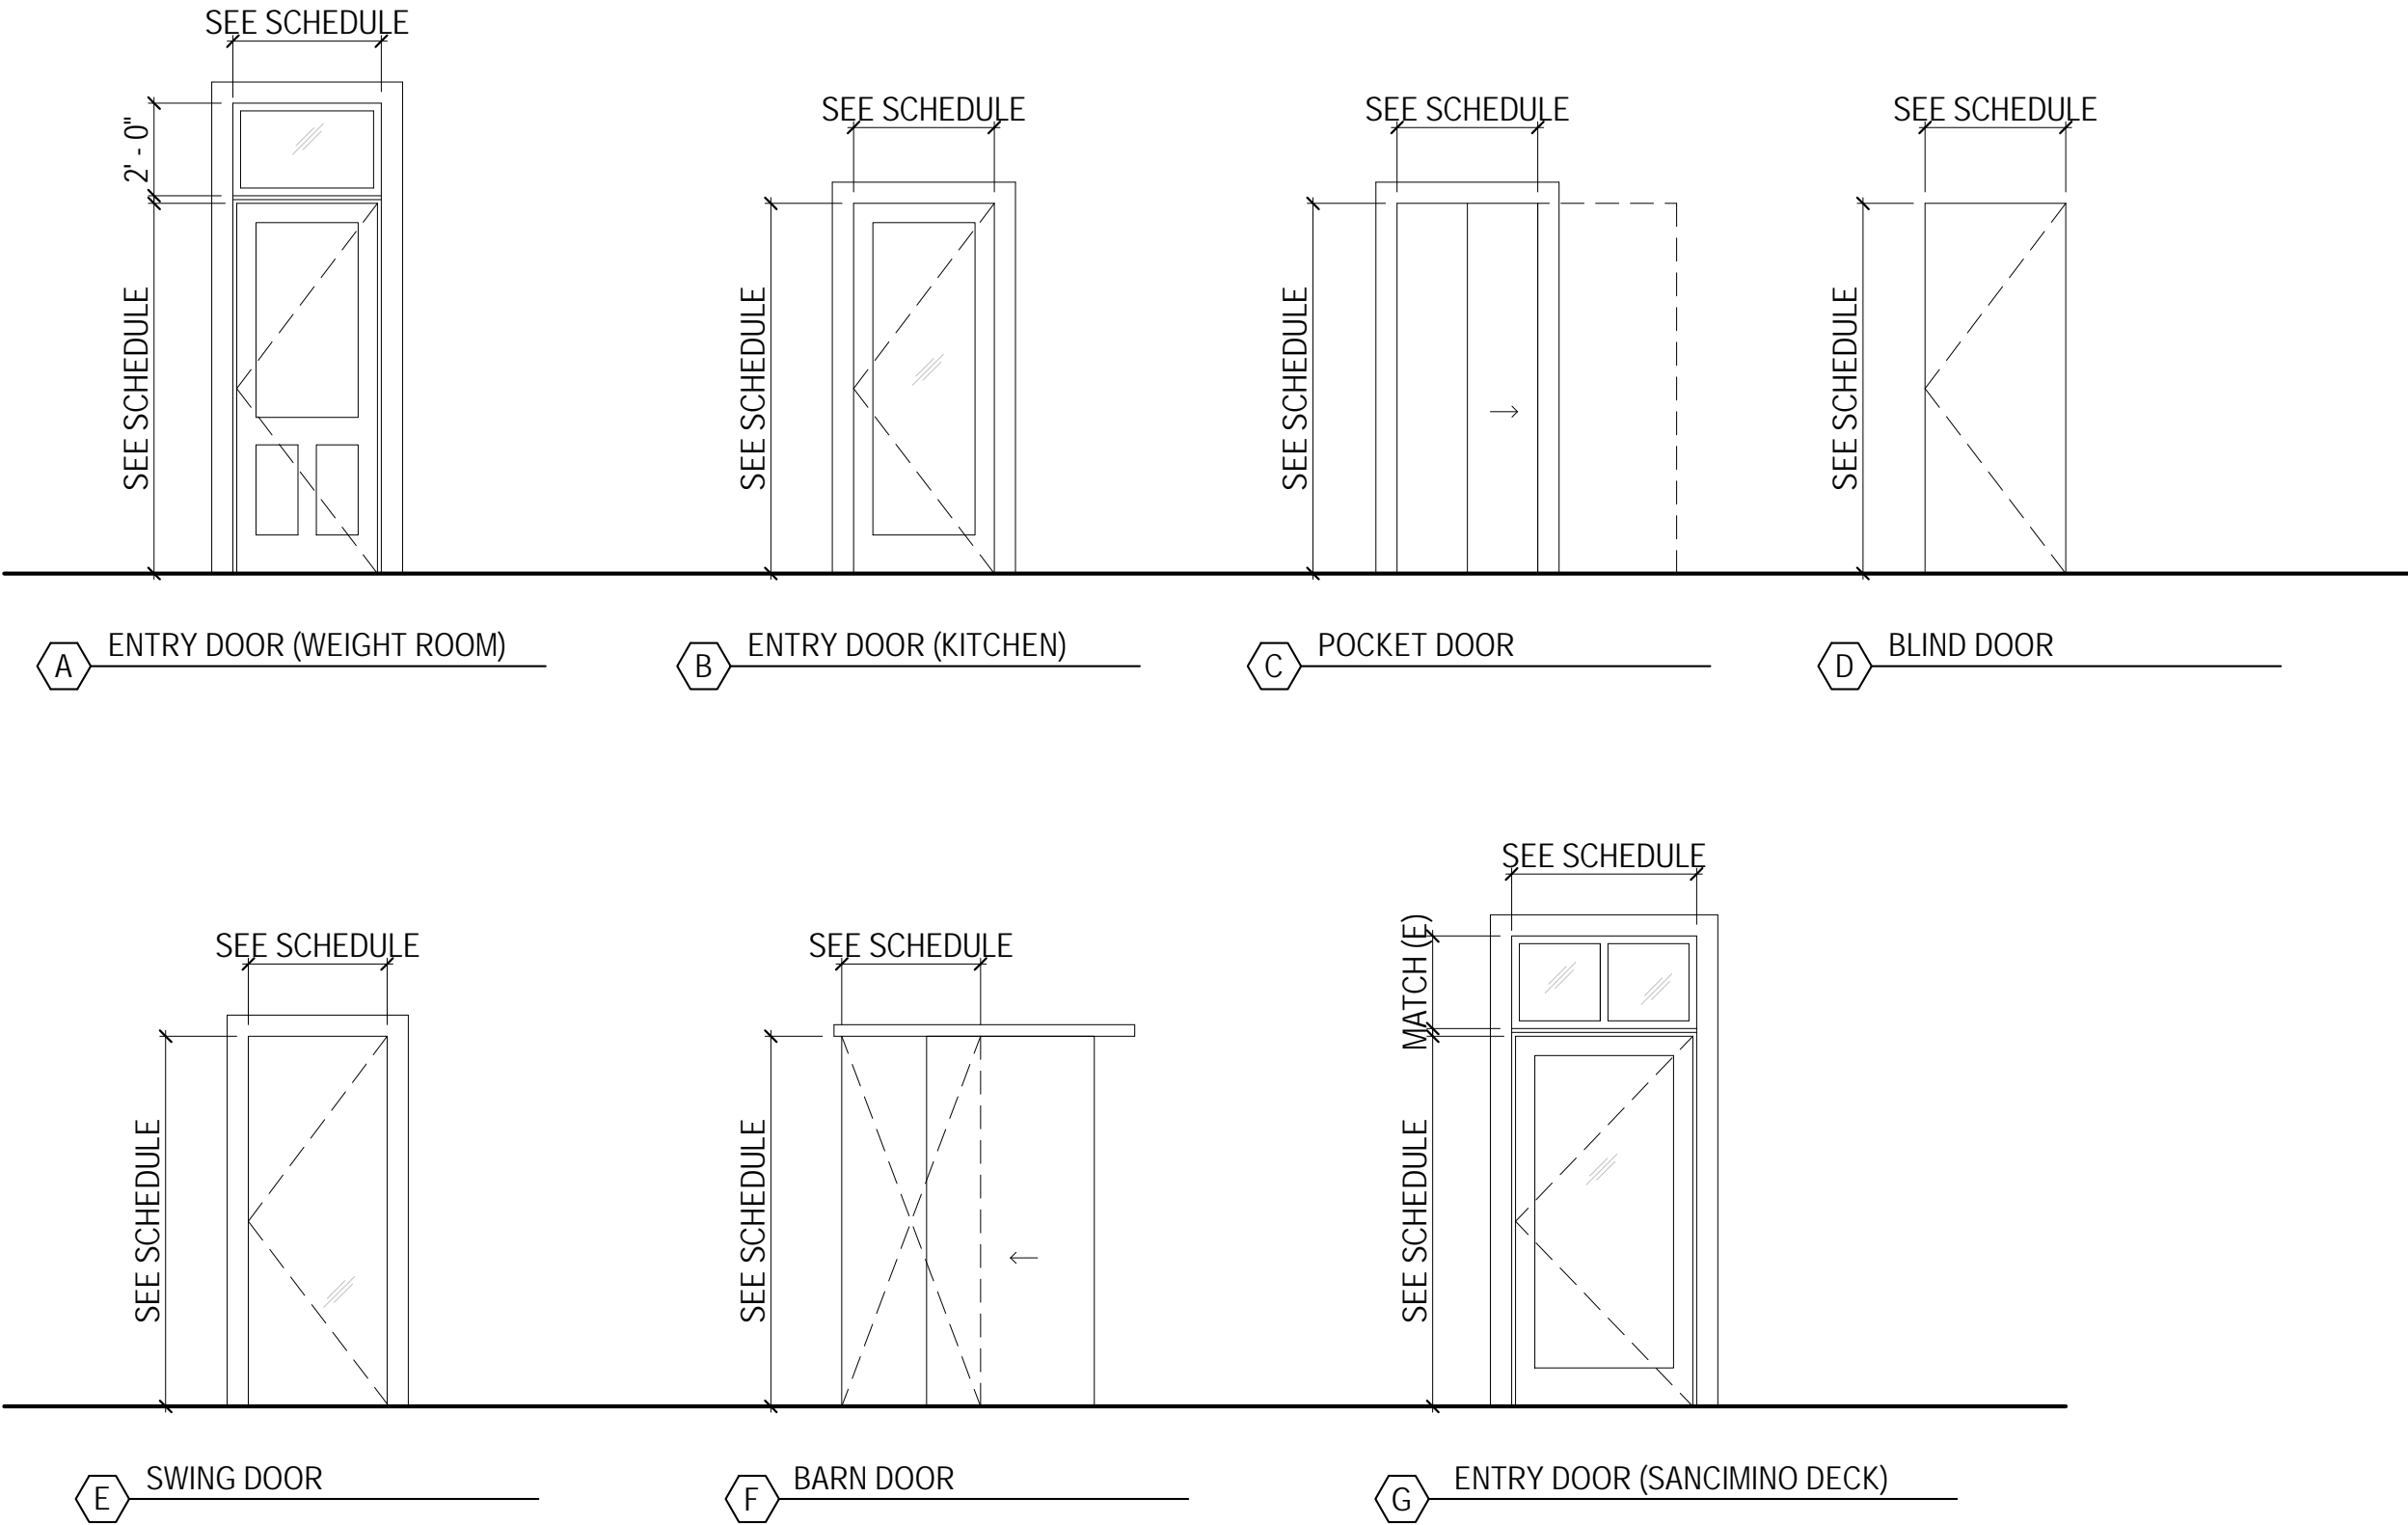 SEE SCHEDULE
2' - 0"
SEE SCHEDULE
A
ENTRY DOOR (WEIGHT ROOM)
SEE SCHEDULE
SEE SCHEDULE
B
ENTRY DOOR (KITCHEN)
SEE SCHEDULE
SEE SCHEDULE
C
POCKET DOOR
SEE SCHEDULE
SEE SCHEDULE
D
BLIND DOOR
SEE SCHEDULE
SEE SCHEDULE
E
SWING DOOR
SEE SCHEDULE
SEE SCHEDULE
F
BARN DOOR
SEE SCHEDULE
MATCH (E)
SEE SCHEDULE
G
ENTRY DOOR (SANCIMINO DECK)